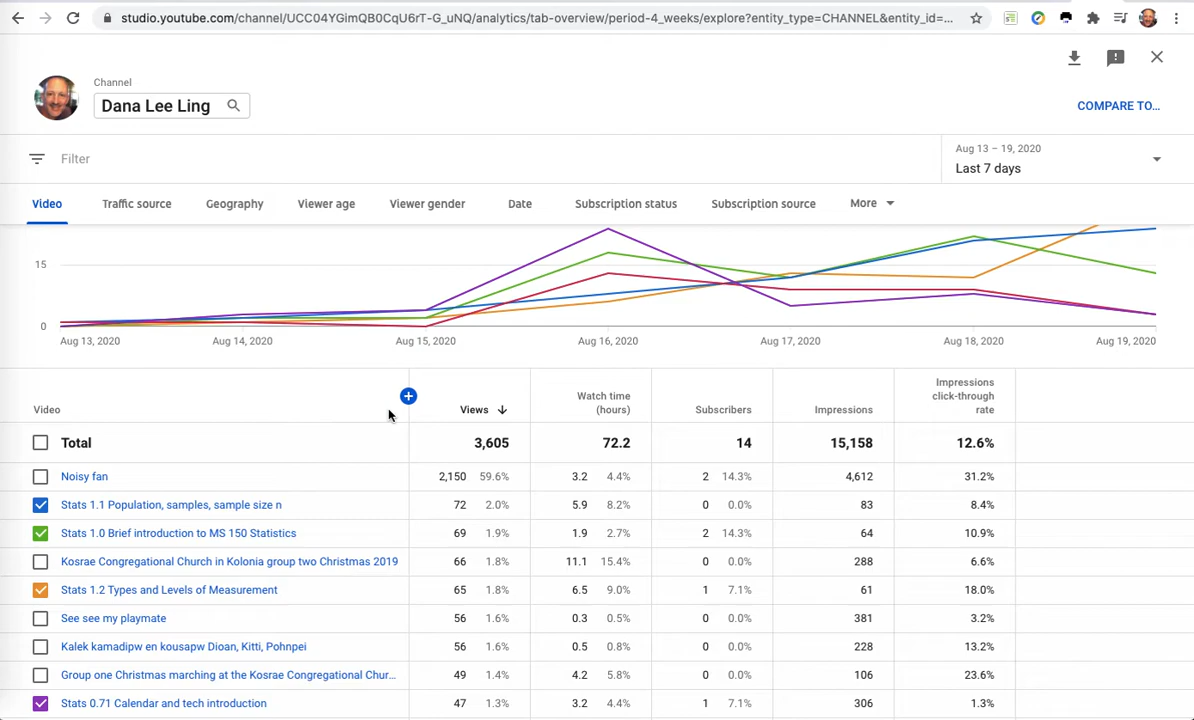 studio.youtube.com/channel/UCC04YGimQB0CqU6rT-G_uNQ/analytics/tab-overview/period-4_weeks/explore?entity_type=CHANNEL&entity_id=...
Channel
Dana Lee Ling
COMPARE TO...
Filter
Aug 13 – 19, 2020
Last 7 days
Video Traffic source Geography Viewer age Viewer gender Date Subscription status Subscription source More
15
0
Aug 13, 2020 Aug 14, 2020 Aug 15, 2020 Aug 16, 2020 Aug 17, 2020 Aug 18, 2020 Aug 19, 2020
Video Views Watch time (hours) Subscribers Impressions Impressions click-through rate
Total 3,605 72.2 14 15,158 12.6%
Noisy fan 2,150 59.6% 3.2 4.4% 2 14.3% 4,612 31.2%
Stats 1.1 Population, samples, sample size n 72 2.0% 5.9 8.2% 0 0.0% 83 8.4%
Stats 1.0 Brief introduction to MS 150 Statistics 69 1.9% 1.9 2.7% 2 14.3% 64 10.9%
Kosrae Congregational Church in Kolonia group two Christmas 2019 66 1.8% 11.1 15.4% 0 0.0% 288 6.6%
Stats 1.2 Types and Levels of Measurement 65 1.8% 6.5 9.0% 1 7.1% 61 18.0%
See see my playmate 56 1.6% 0.3 0.5% 0 0.0% 381 3.2%
Kalek kamadipw en kousapw Dioan, Kitti, Pohnpei 56 1.6% 0.5 0.8% 0 0.0% 228 13.2%
Group one Christmas marching at the Kosrae Congregational Chur... 49 1.4% 4.2 5.8% 0 0.0% 106 23.6%
Stats 0.71 Calendar and tech introduction 47 1.3% 3.2 4.4% 1 7.1% 306 1.3%